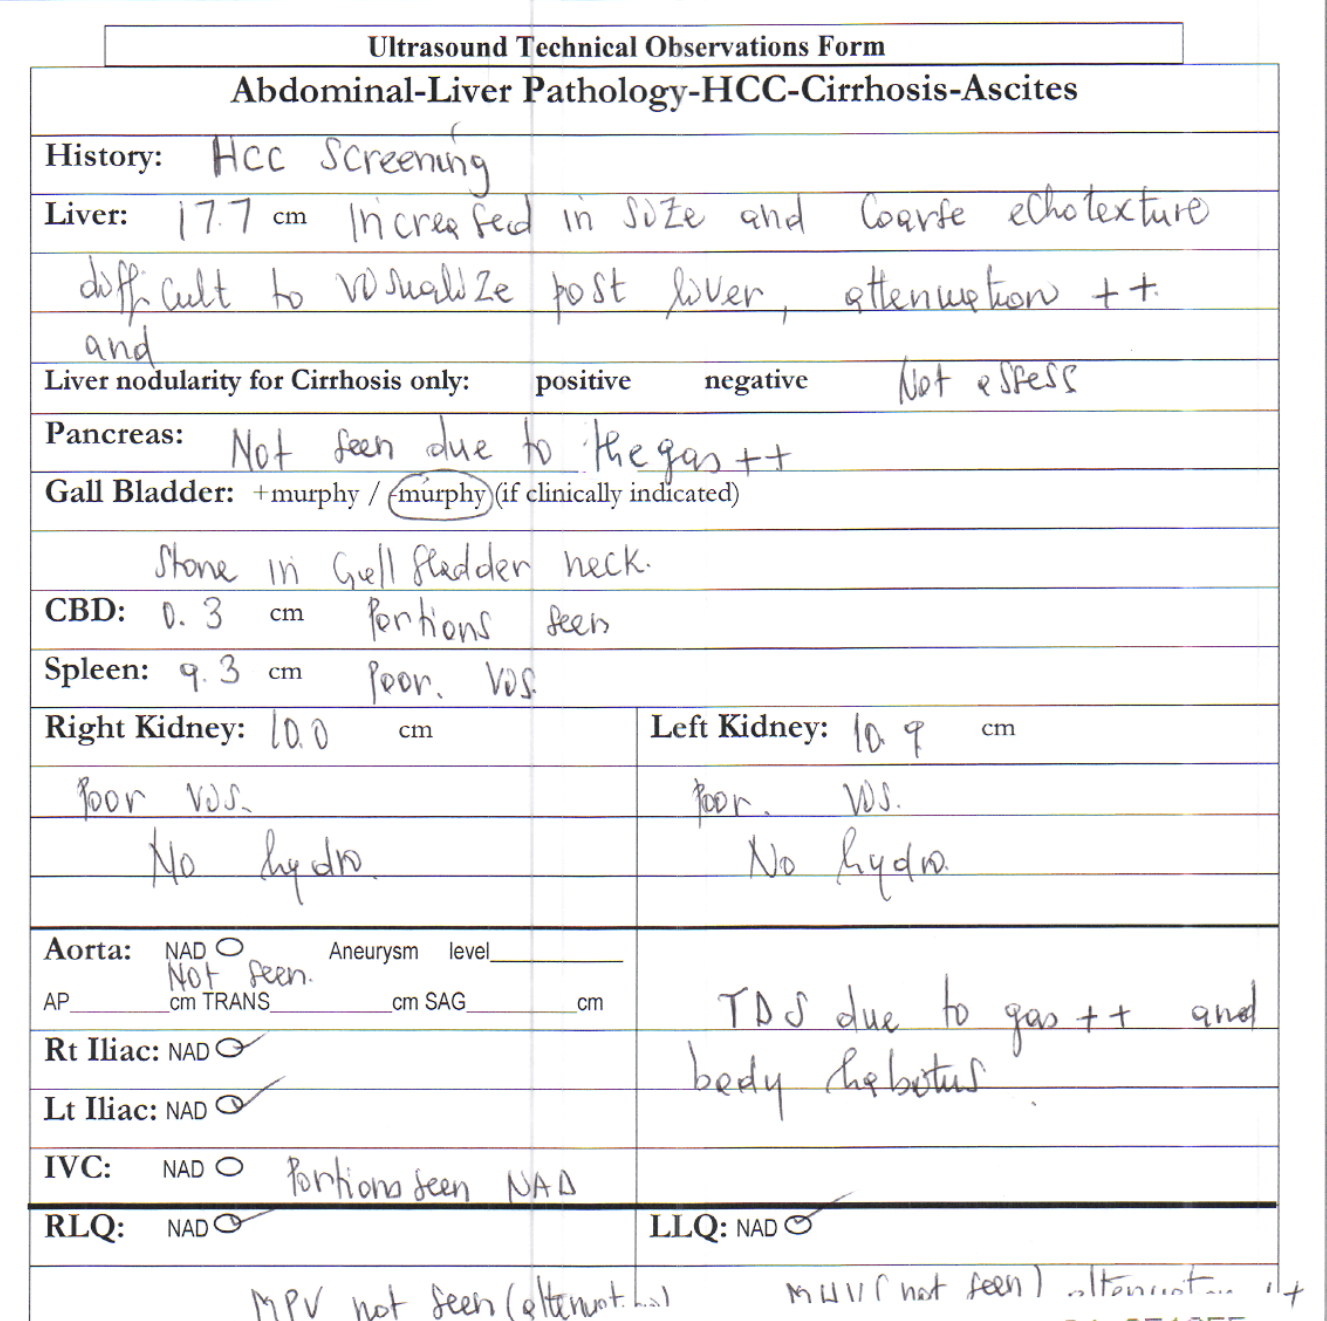 Ultrasound Technical Observations Form
Abdominal-Liver Pathology-HCC-Cirrhosis-Ascites
History: HCC Screening
Liver: 17.7 cm Increased in size and Coarse echotexture
difficult to visualize post liver, attenuation ++
and
Liver nodularity for Cirrhosis only: positive negative Not assess
Pancreas: Not seen due to the gas ++
Gall Bladder: +murphy / -murphy (if clinically indicated)
Stone in Gall Bladder neck.
CBD: 0.3 cm Portions seen
Spleen: 9.3 cm Poor. Vis.
Right Kidney: 10.0 cm Left Kidney: 10.9 cm
Poor Vis. Poor. Vis.
No hydro. No hydro.
Aorta: NAD Aneurysm level
Not seen.
AP cm TRANS cm SAG cm
TDS due to gas ++ and
Rt Iliac: NAD
body habitus
Lt Iliac: NAD
IVC: NAD Portions seen NAD
RLQ: NAD LLQ: NAD
MPV not seen (attenuation) (not seen)